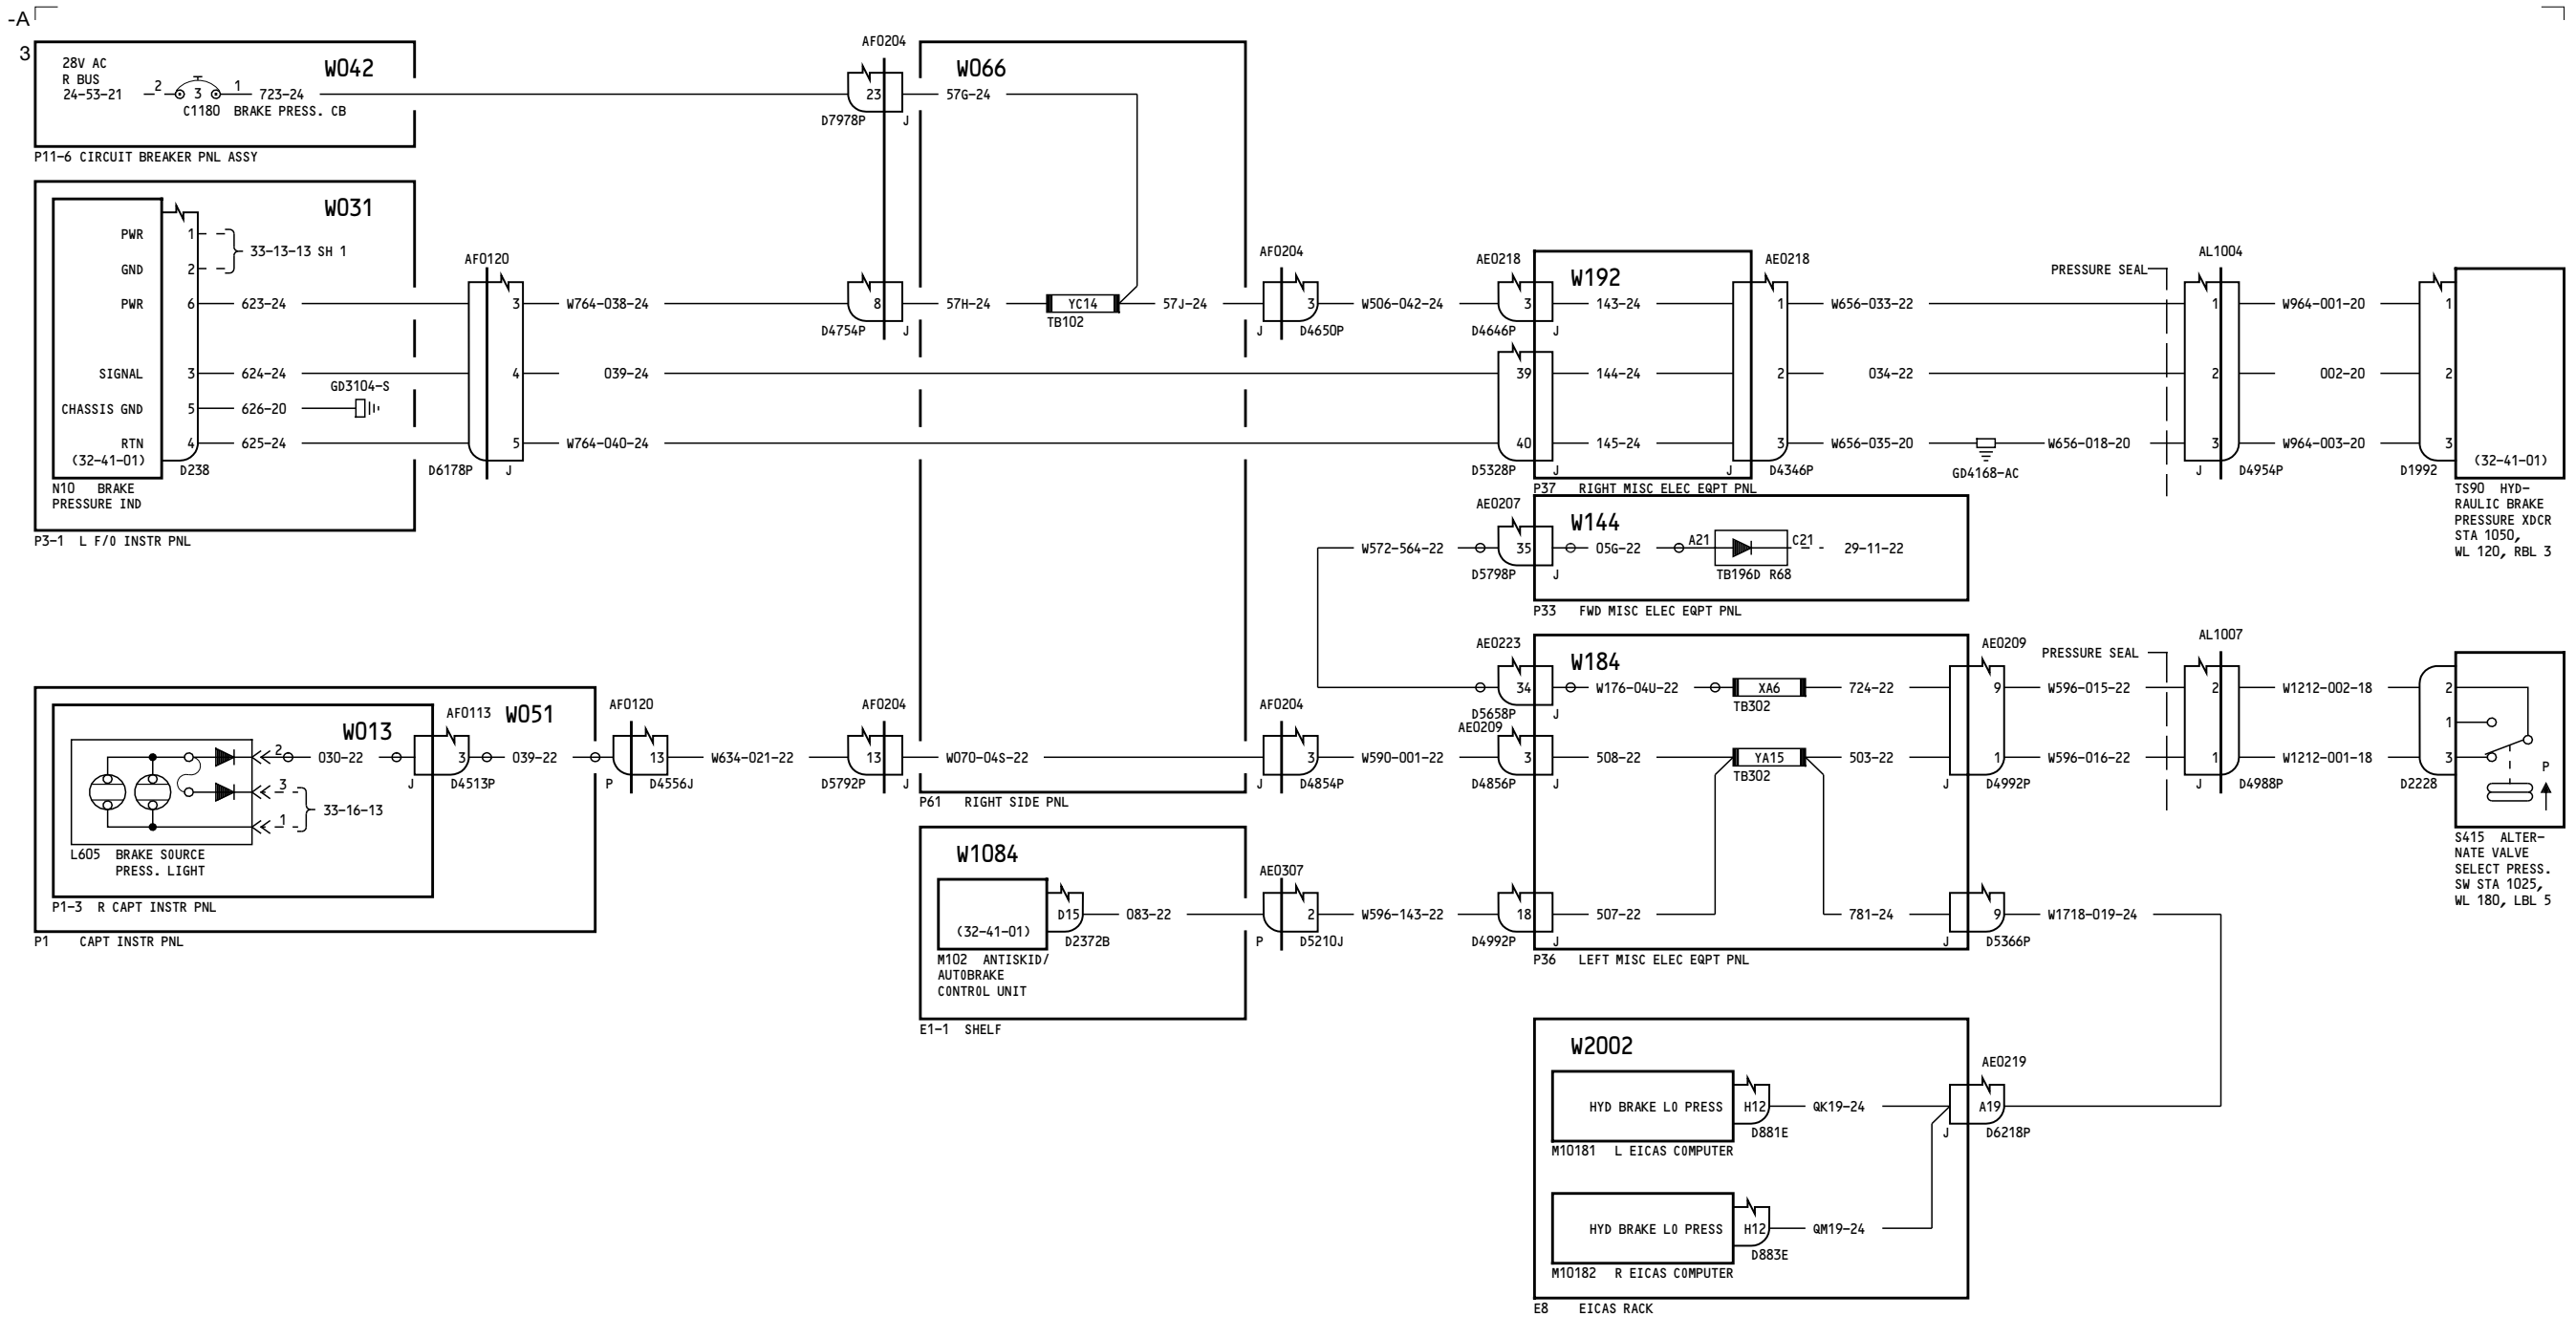 -A
3
28V AC
R BUS
24-53-21
2
3
1
723-24
C1180 BRAKE PRESS. CB
W042
P11-6 CIRCUIT BREAKER PNL ASSY
AF0204
23
D7978P
J
W066
57G-24
W031
PWR
1
33-13-13 SH 1
GND
2
PWR
6
623-24
SIGNAL
3
624-24
GD3104-S
CHASSIS GND
5
626-20
RTN
4
625-24
(32-41-01)
D238
N10 BRAKE
PRESSURE IND
P3-1 L F/O INSTR PNL
AF0120
3
W764-038-24
4
039-24
5
W764-040-24
D6178P
J
8
D4754P
J
57H-24
YC14
TB102
57J-24
AF0204
3
J
D4650P
W506-042-24
AE0218
3
D4646P
J
39
40
D5328P
J
W192
143-24
144-24
145-24
P37 RIGHT MISC ELEC EQPT PNL
AE0218
1
2
3
J
D4346P
W656-033-22
034-22
W656-035-20
GD4168-AC
W656-018-20
PRESSURE SEAL
AL1004
1
2
3
J
D4954P
W964-001-20
002-20
W964-003-20
1
2
3
D1992
(32-41-01)
TS90 HYD-
RAULIC BRAKE
PRESSURE XDCR
STA 1050,
WL 120, RBL 3
AE0207
W572-564-22
35
D5798P
J
W144
05G-22
A21
C21
29-11-22
TB196D R68
P33 FWD MISC ELEC EQPT PNL
AE0223
34
D5658P
J
W184
W176-04U-22
XA6
TB302
724-22
AE0209
9
1
J
D4992P
W596-015-22
W596-016-22
PRESSURE SEAL
AL1007
2
1
J
D4988P
W1212-002-18
W1212-001-18
2
1
3
D2228
P
S415 ALTER-
NATE VALVE
SELECT PRESS.
SW STA 1025,
WL 180, LBL 5
W013
2
030-22
3
1
33-16-13
L605 BRAKE SOURCE
PRESS. LIGHT
P1-3 R CAPT INSTR PNL
P1 CAPT INSTR PNL
AF0113
3
J
D4513P
W051
039-22
AF0120
13
P
D4556J
W634-021-22
AF0204
13
D5792P
J
W070-04S-22
P61 RIGHT SIDE PNL
AF0204
3
J
D4854P
W590-001-22
AE0209
3
D4856P
J
508-22
YA15
TB302
503-22
W1084
(32-41-01)
D15
D2372B
083-22
M102 ANTISKID/
AUTOBRAKE
CONTROL UNIT
E1-1 SHELF
AE0307
2
P
D5210J
W596-143-22
18
D4992P
J
507-22
781-24
9
J
D5366P
W1718-019-24
P36 LEFT MISC ELEC EQPT PNL
W2002
HYD BRAKE LO PRESS
H12
D881E
QK19-24
M10181 L EICAS COMPUTER
AE0219
A19
J
D6218P
HYD BRAKE LO PRESS
H12
D883E
QM19-24
M10182 R EICAS COMPUTER
E8 EICAS RACK